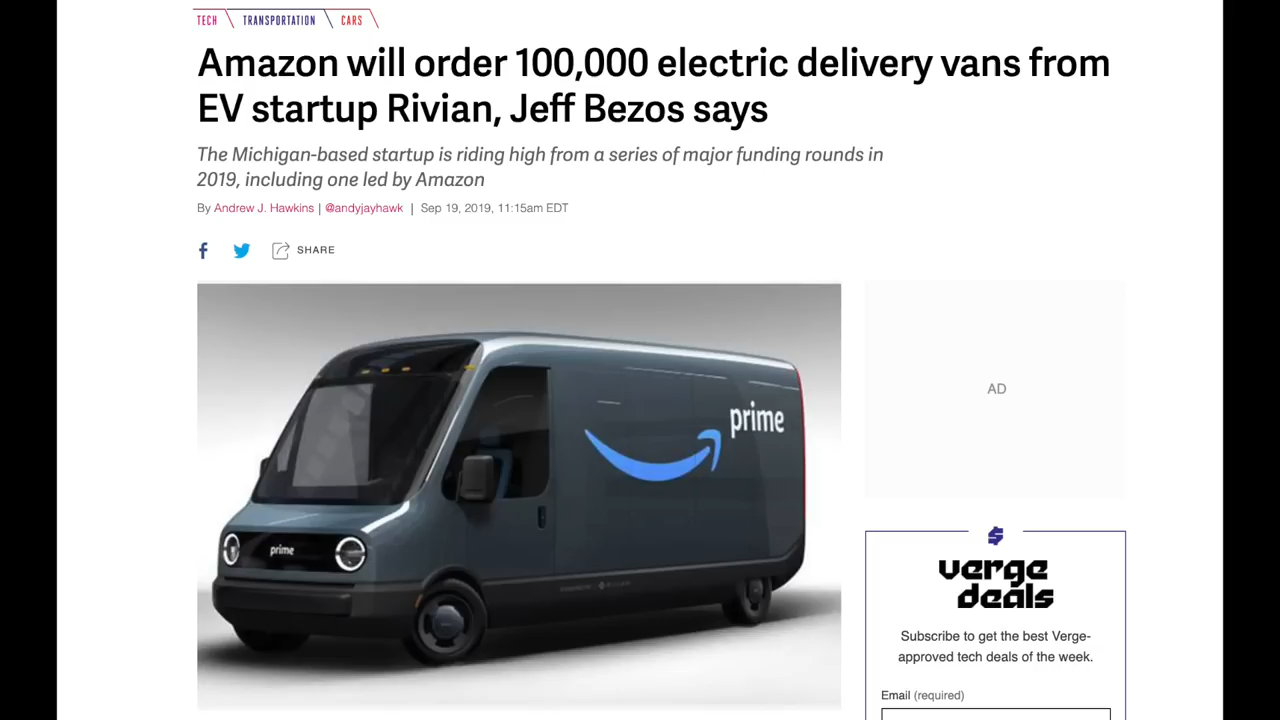 TECH TRANSPORTATION CARS
Amazon will order 100,000 electric delivery vans from
EV startup Rivian, Jeff Bezos says
The Michigan-based startup is riding high from a series of major funding rounds in
2019, including one led by Amazon
By Andrew J. Hawkins | @andyjayhawk | Sep 19, 2019, 11:15am EDT
SHARE
prime
prime
AD
verge
deals
Subscribe to get the best Verge-
approved tech deals of the week.
Email (required)